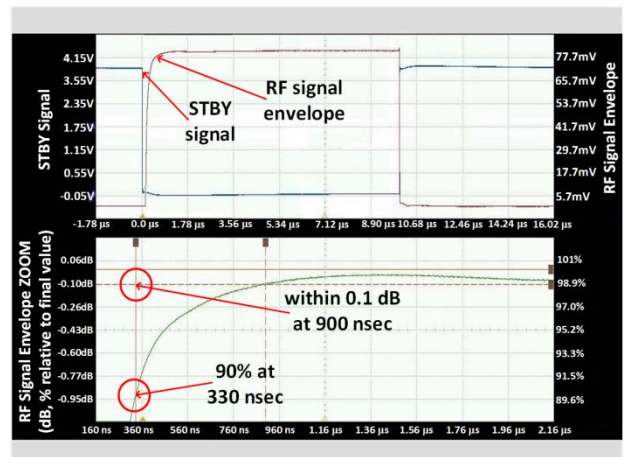 STBY Signal
4.15V
3.55V
2.35V
1.75V
1.15V
0.55V
-0.05V
RF signal
envelope
STBY
signal
77.7mV
65.7mV
53.7mV
41.7mV
29.7mV
17.7mV
5.7mV
RF Signal Envelope
-1.78 µs
0.0 µs
1.78 µs
3.56 µs
5.34 µs
7.12 µs
8.90 µs
10.68 µs
12.46 µs
14.24 µs
16.02 µs
RF Signal Envelope ZOOM
(dB, % relative to final value)
0.06dB
-0.10dB
-0.26dB
-0.43dB
-0.60dB
-0.77dB
-0.95dB
within 0.1 dB
at 900 nsec
90% at
330 nsec
101%
98.9%
97.0%
95.2%
93.3%
91.5%
89.6%
160 ns
360 ns
560 ns
760 ns
960 ns
1.16 µs
1.36 µs
1.56 µs
1.76 µs
1.96 µs
2.16 µs